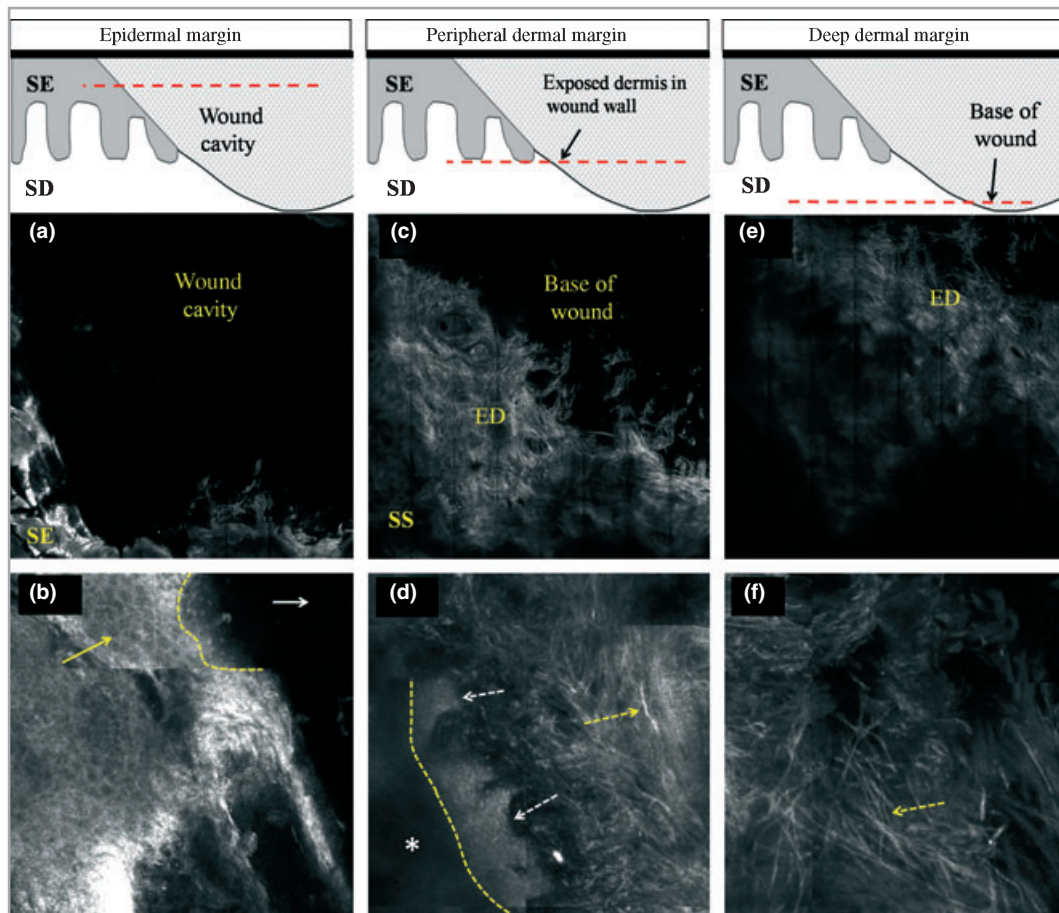 Epidermal margin
Peripheral dermal margin
Deep dermal margin
SE
Wound
cavity
SD
SE
Exposed dermis in
wound wall
SD
SE
Base of
wound
SD
(a)
Wound
cavity
SE
(c)
Base of
wound
ED
SS
(e)
ED
(b)
(d)
*
(f)